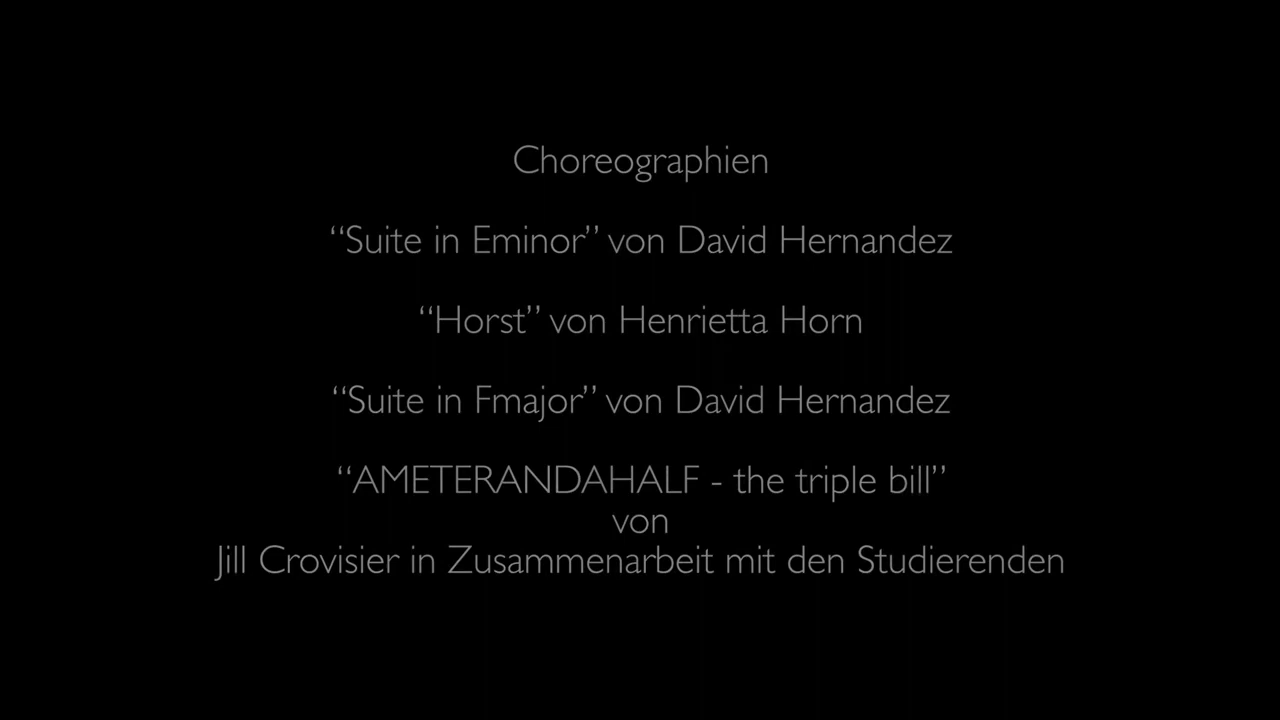 Choreographien
“Suite in Eminor” von David Hernandez
“Horst” von Henrietta Horn
“Suite in Fmajor” von David Hernandez
“AMETERANDAHALF - the triple bill”
von
Jill Crovisier in Zusammenarbeit mit den Studierenden